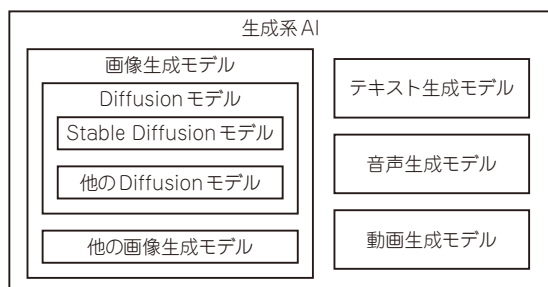 生成系AI
画像生成モデル
Diffusionモデル
Stable Diffusionモデル
他のDiffusionモデル
他の画像生成モデル
テキスト生成モデル
音声生成モデル
動画生成モデル